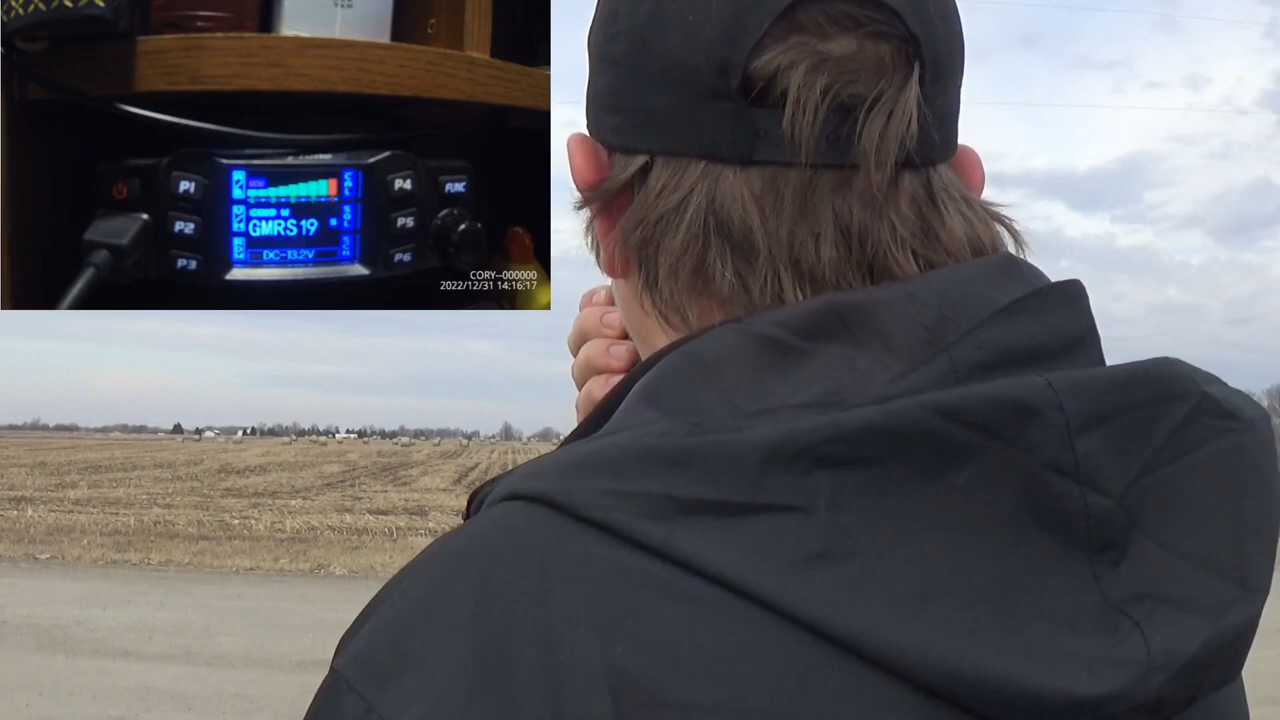 P1
P2
P3
P4
P5
P6
FUNC
CAL
SQL
GMRS19
DC-13.2V
CORY--000000
2022/12/31 14:16:17